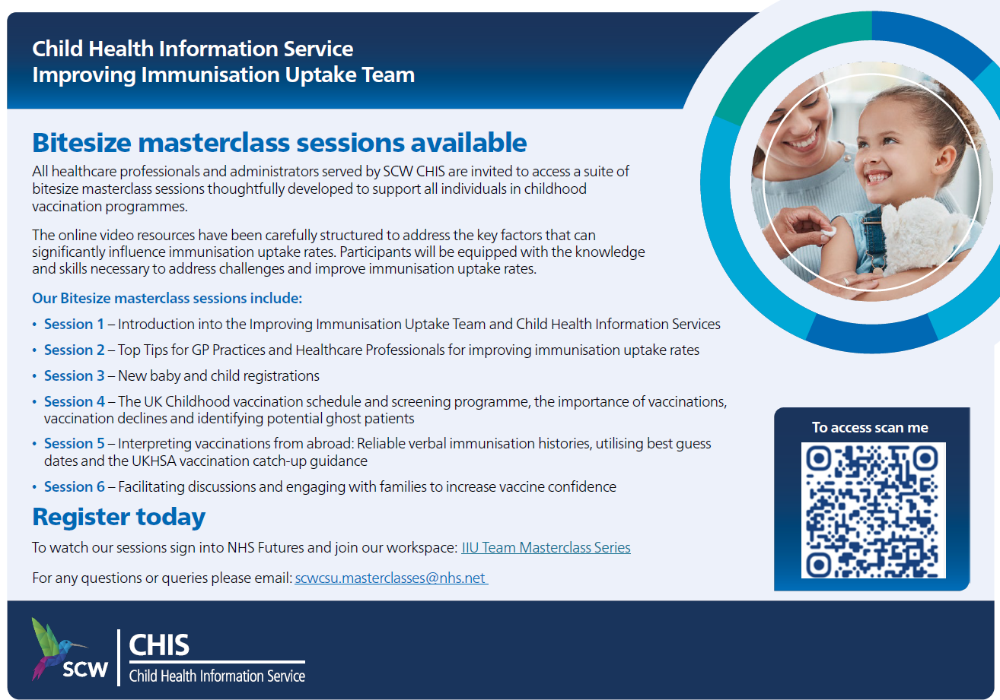 Child Health Information Service
Improving Immunisation Uptake Team
Bitesize masterclass sessions available
All healthcare professionals and administrators served by SCW CHIS are invited to access a suite of
bitesize masterclass sessions thoughtfully developed to support all individuals in childhood
vaccination programmes.
The online video resources have been carefully structured to address the key factors that can
significantly influence immunisation uptake rates. Participants will be equipped with the knowledge
and skills necessary to address challenges and improve immunisation uptake rates.
Our Bitesize masterclass sessions include:
• Session 1 – Introduction into the Improving Immunisation Uptake Team and Child Health Information Services
• Session 2 – Top Tips for GP Practices and Healthcare Professionals for improving immunisation uptake rates
• Session 3 – New baby and child registrations
• Session 4 – The UK Childhood vaccination schedule and screening programme, the importance of vaccinations,
vaccination declines and identifying potential ghost patients
• Session 5 – Interpreting vaccinations from abroad: Reliable verbal immunisation histories, utilising best guess
dates and the UKHSA vaccination catch-up guidance
• Session 6 – Facilitating discussions and engaging with families to increase vaccine confidence
Register today
To watch our sessions sign into NHS Futures and join our workspace: IIU Team Masterclass Series
For any questions or queries please email: scwcsu.masterclasses@nhs.net
To access scan me
SCW
CHIS
Child Health Information Service